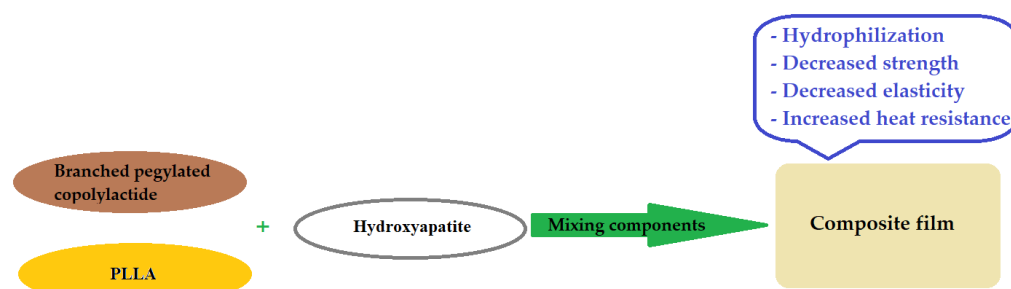 - Hydrophilization
- Decreased strength
- Decreased elasticity
- Increased heat resistance
Branched pegylated
copolylactide
+
Hydroxyapatite
Mixing components
Composite film
PLLA